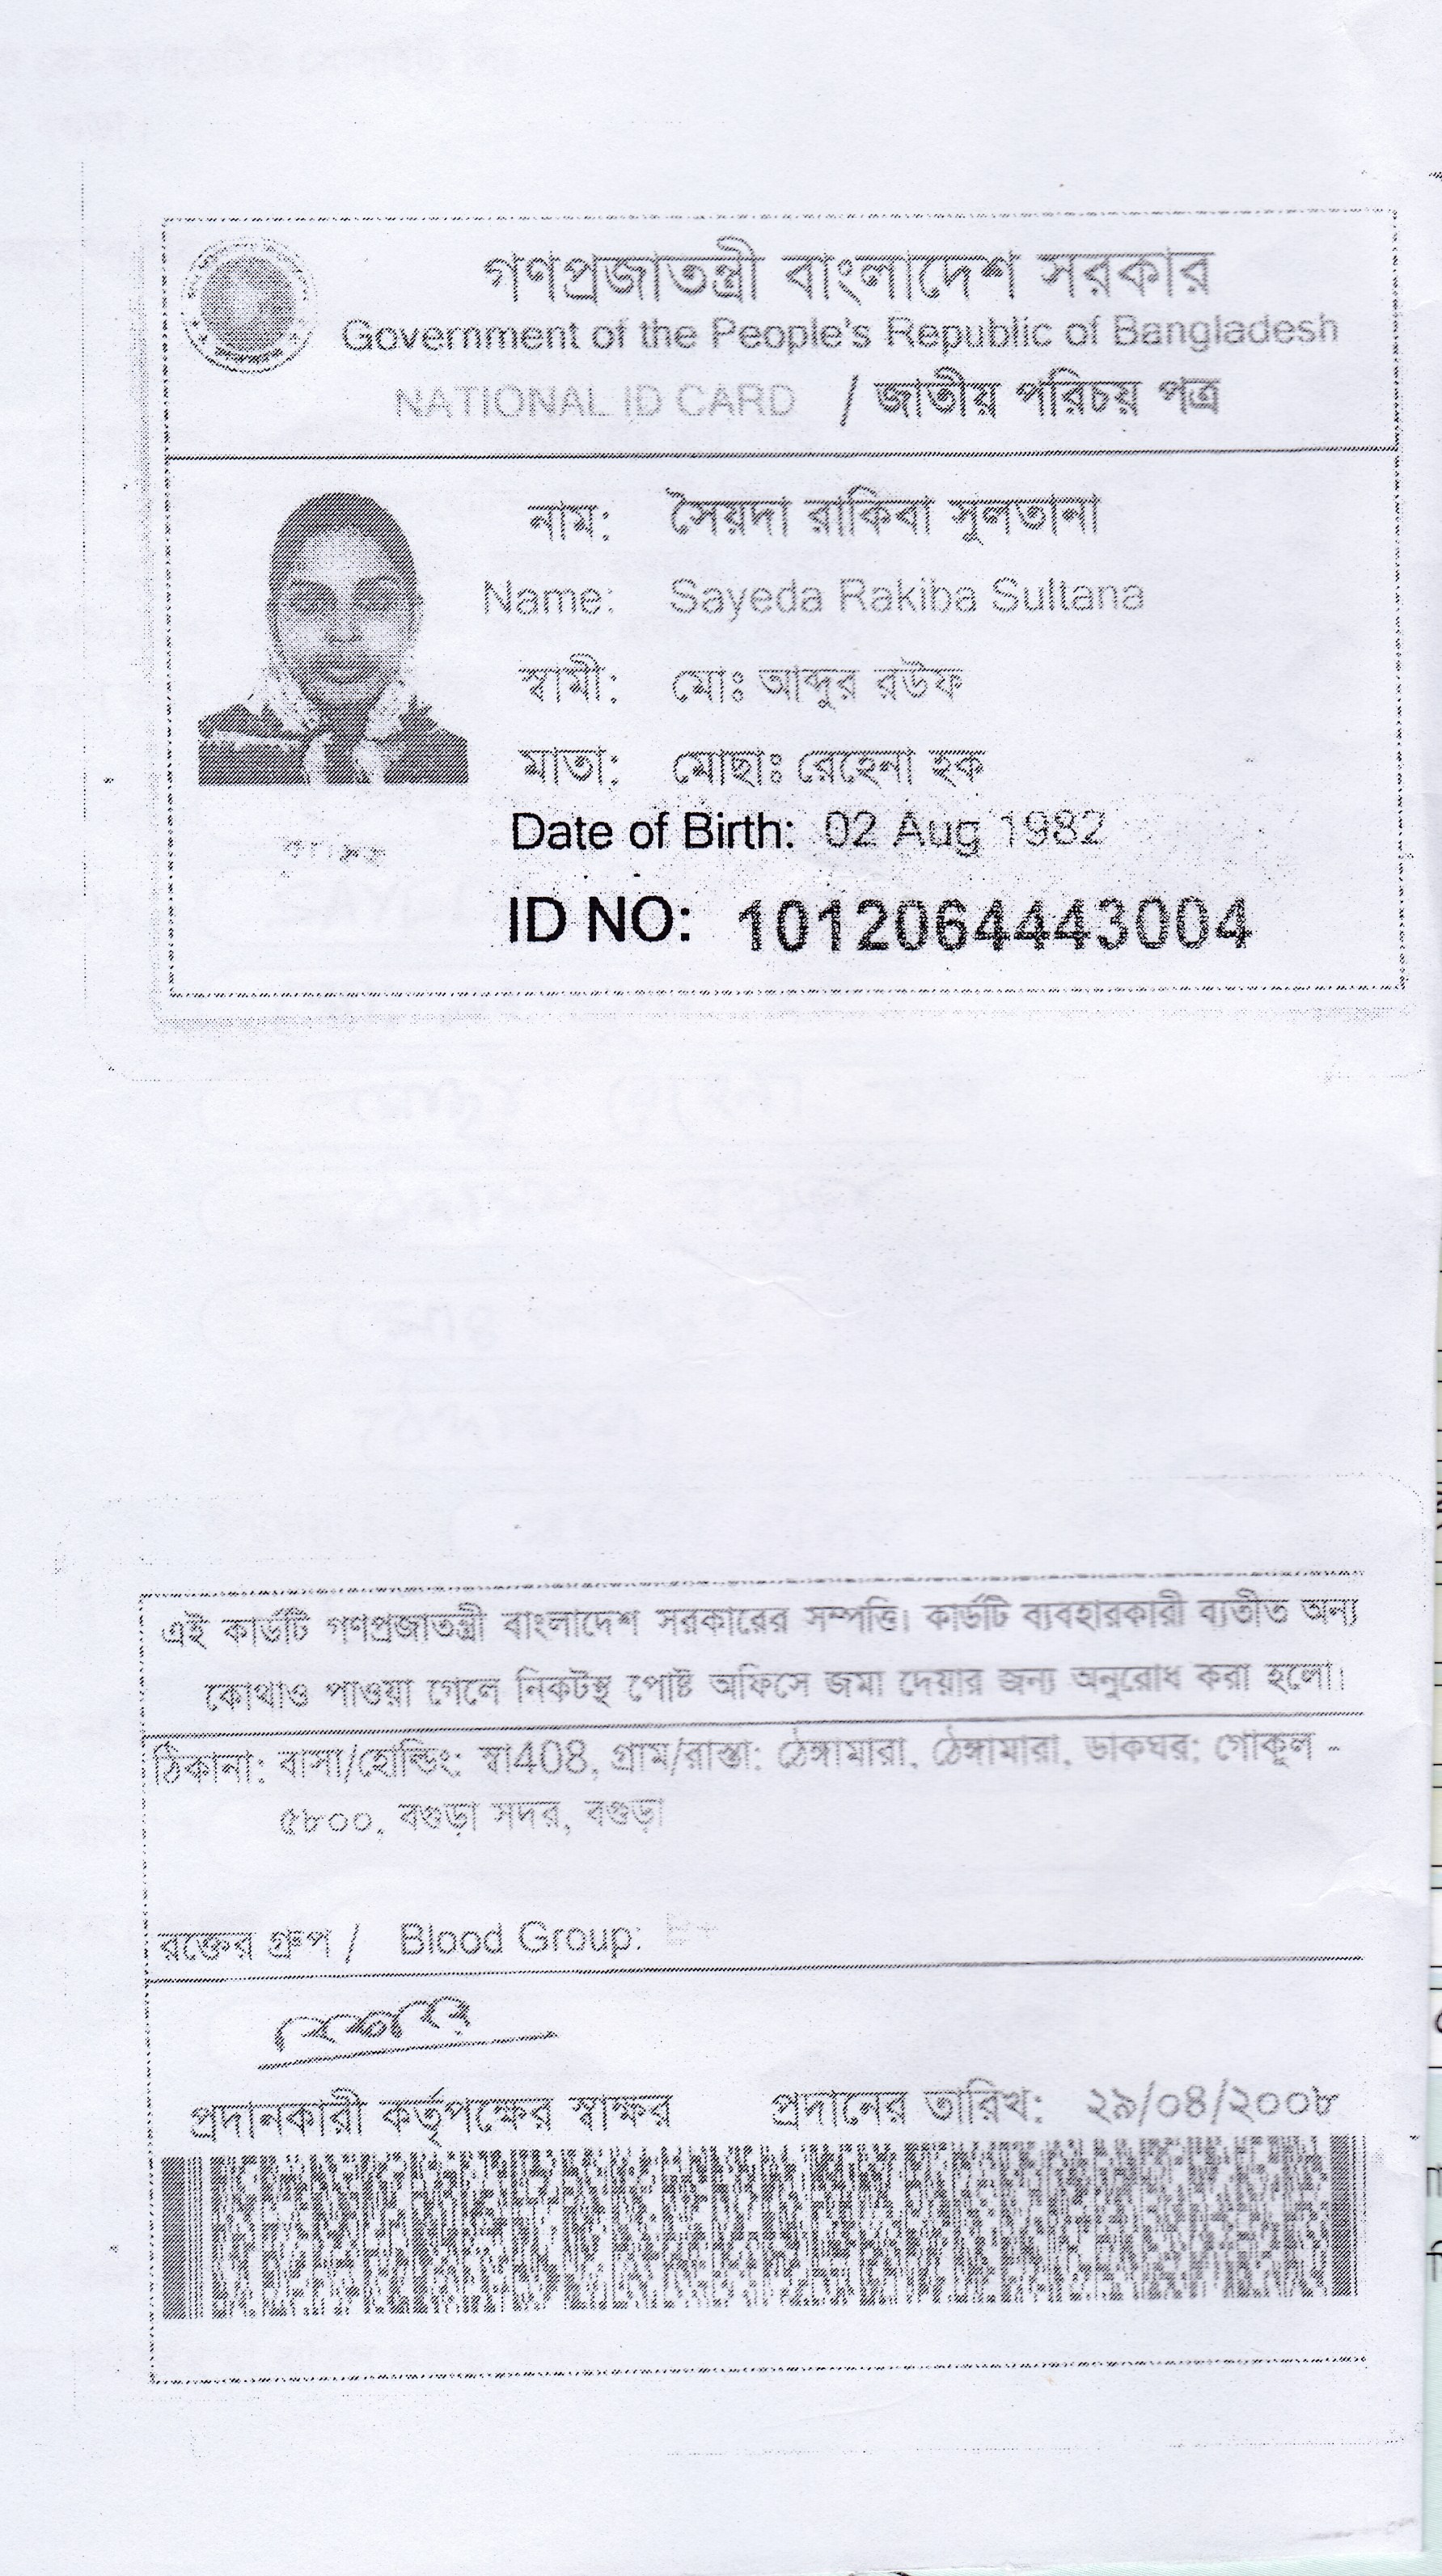 গণপ্রজাতন্ত্রী বাংলাদেশ সরকার
Government of the People's Republic of Bangladesh
NATIONAL ID CARD / জাতীয় পরিচয় পত্র
নাম: সৈয়দা রাকিবা সুলতানা
Name: Sayeda Rakiba Sultana
স্বামী: মোঃ আব্দুর রউফ
মাতা: মোছাঃ রেহেনা হক
Date of Birth: 02 Aug 1982
ID NO: 1012064443004
এই কার্ডটি গণপ্রজাতন্ত্রী বাংলাদেশ সরকারের সম্পত্তি। কার্ডটি ব্যবহারকারী ব্যতীত অন্য
কোথাও পাওয়া গেলে নিকটস্থ পোষ্ট অফিসে জমা দেয়ার জন্য অনুরোধ করা হলো।
ঠিকানা: বাসা/হোল্ডিং: স্বা408, গ্রাম/রাস্তা: ঠেঙ্গামারা, ঠেঙ্গামারা, ডাকঘর: গোকূল -
৫৮০০, বগুড়া সদর, বগুড়া
রক্তের গ্রুপ / Blood Group:
প্রদানকারী কর্তৃপক্ষের স্বাক্ষর প্রদানের তারিখ: ২৯/০৪/২০০৮